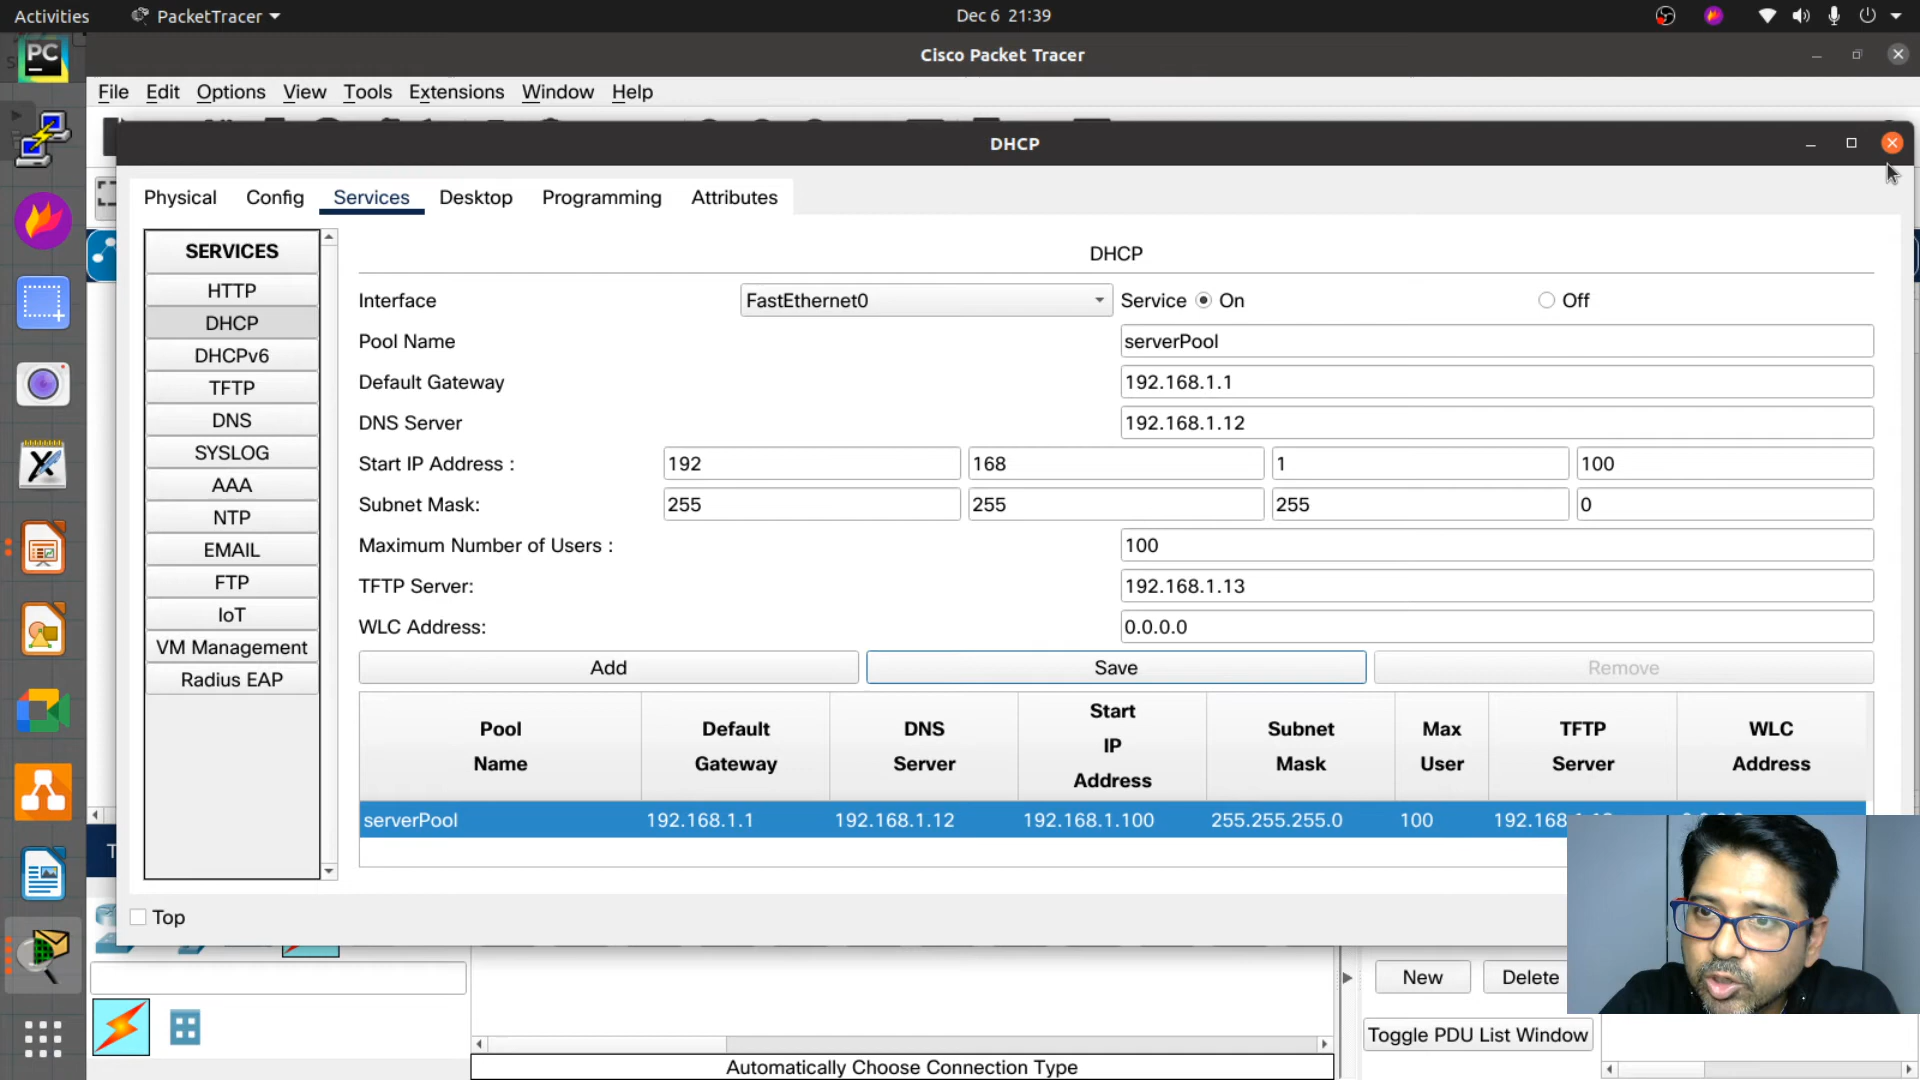 Activities
PacketTracer
Dec 6 21:39
Cisco Packet Tracer
File Edit Options View Tools Extensions Window Help
DHCP
Physical Config Services Desktop Programming Attributes
SERVICES
HTTP
DHCP
DHCPv6
TFTP
DNS
SYSLOG
AAA
NTP
EMAIL
FTP
IoT
VM Management
Radius EAP
DHCP
Interface FastEthernet0 Service On Off
Pool Name serverPool
Default Gateway 192.168.1.1
DNS Server 192.168.1.12
Start IP Address : 192 168 1 100
Subnet Mask: 255 255 255 0
Maximum Number of Users : 100
TFTP Server: 192.168.1.13
WLC Address: 0.0.0.0
Add Save Remove
Pool Name Default Gateway DNS Server Start IP Address Subnet Mask Max User TFTP Server WLC Address
serverPool 192.168.1.1 192.168.1.12 192.168.1.100 255.255.255.0 100
Top
PC
New Delete
Toggle PDU List Window
Automatically Choose Connection Type